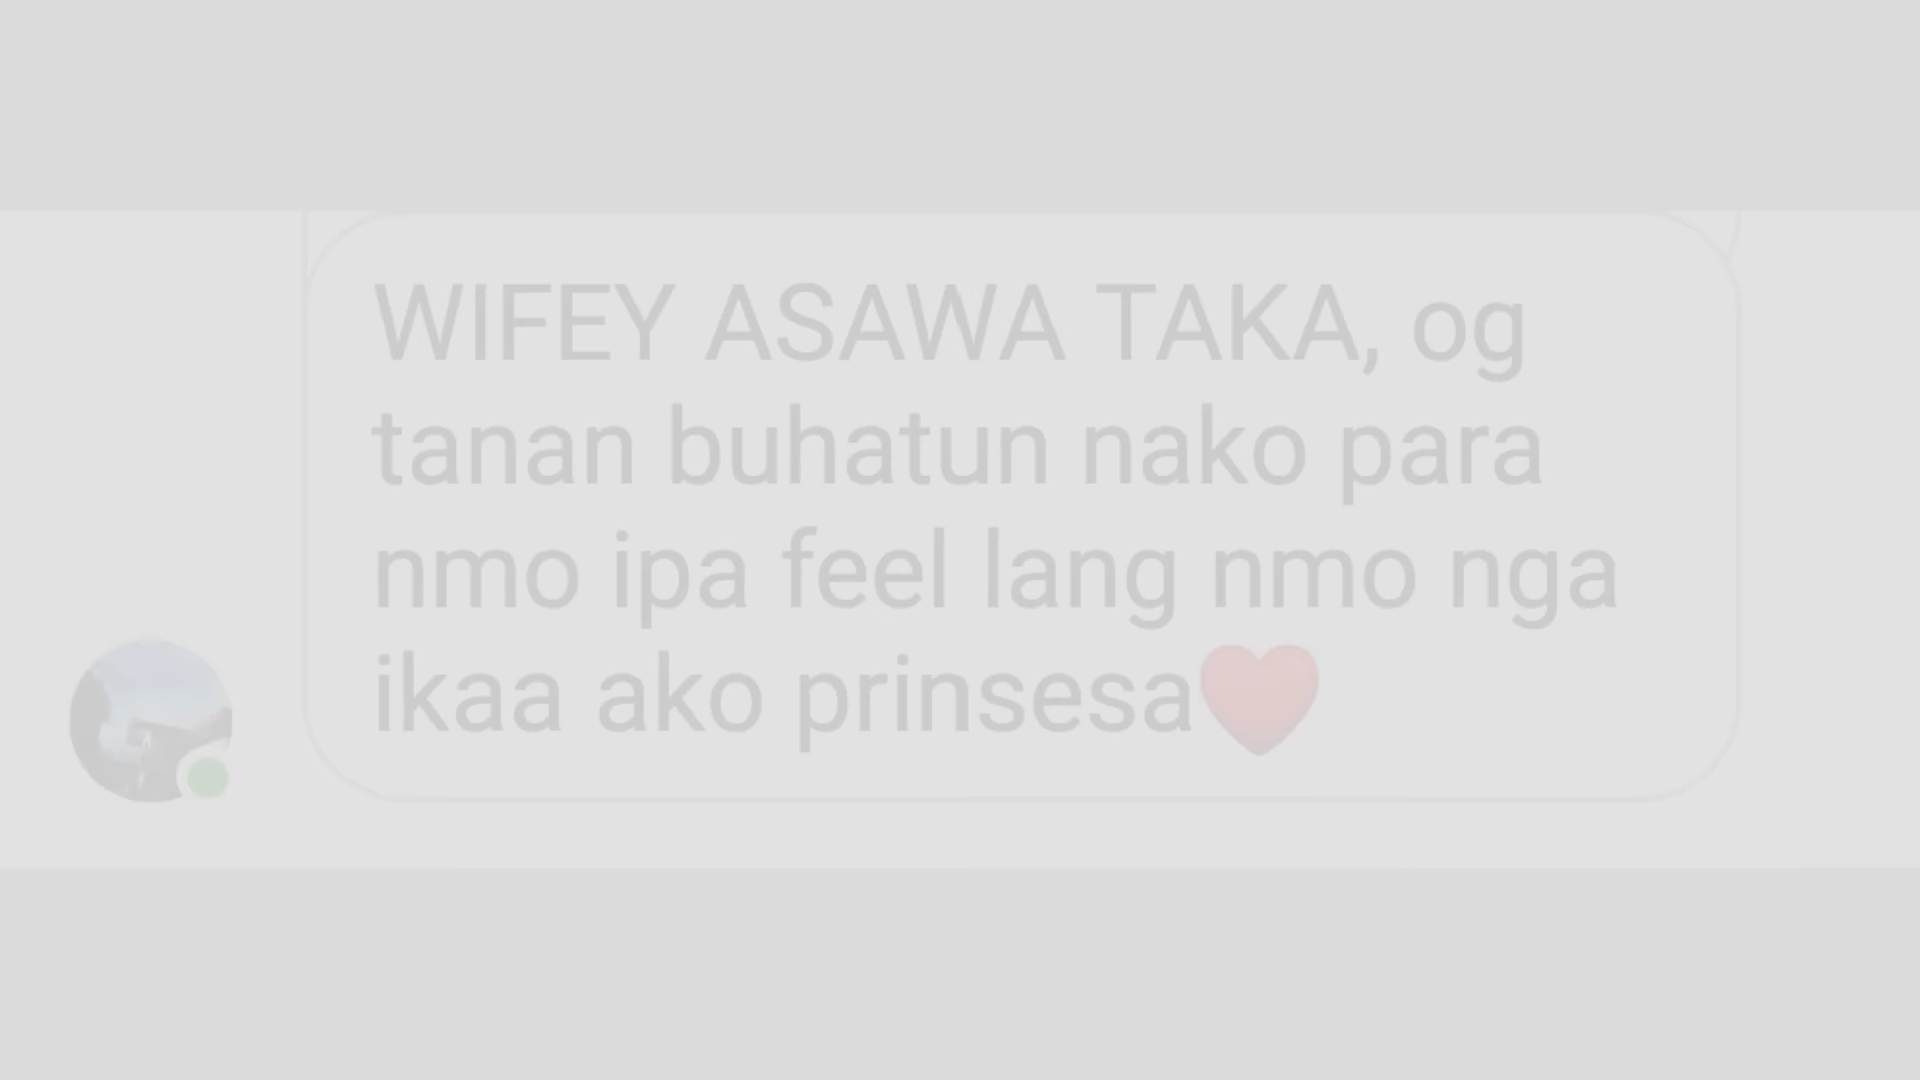 WIFEY ASAWA TAKA, og
tanan buhatun nako para
nmo ipa feel lang nmo nga
ikaa ako prinsesa❤️